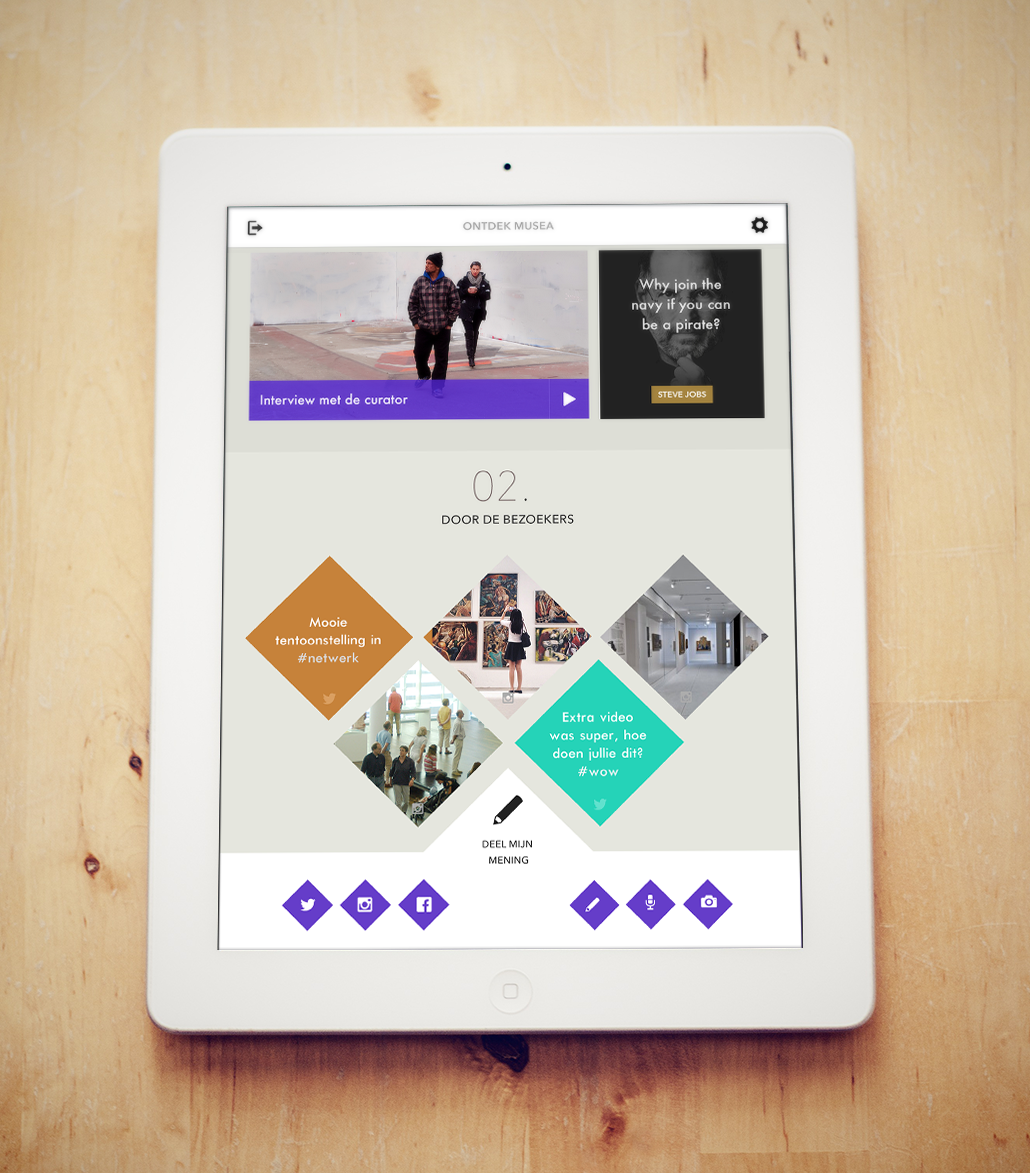 ONTDEK MUSEA
Interview met de curator
Why join the
navy if you can
be a pirate?
STEVE JOBS
02.
DOOR DE BEZOEKERS
Mooie
tentoonstelling in
#netwerk
Extra video
was super, hoe
doen jullie dit?
#wow
DEEL MIJN
MENING